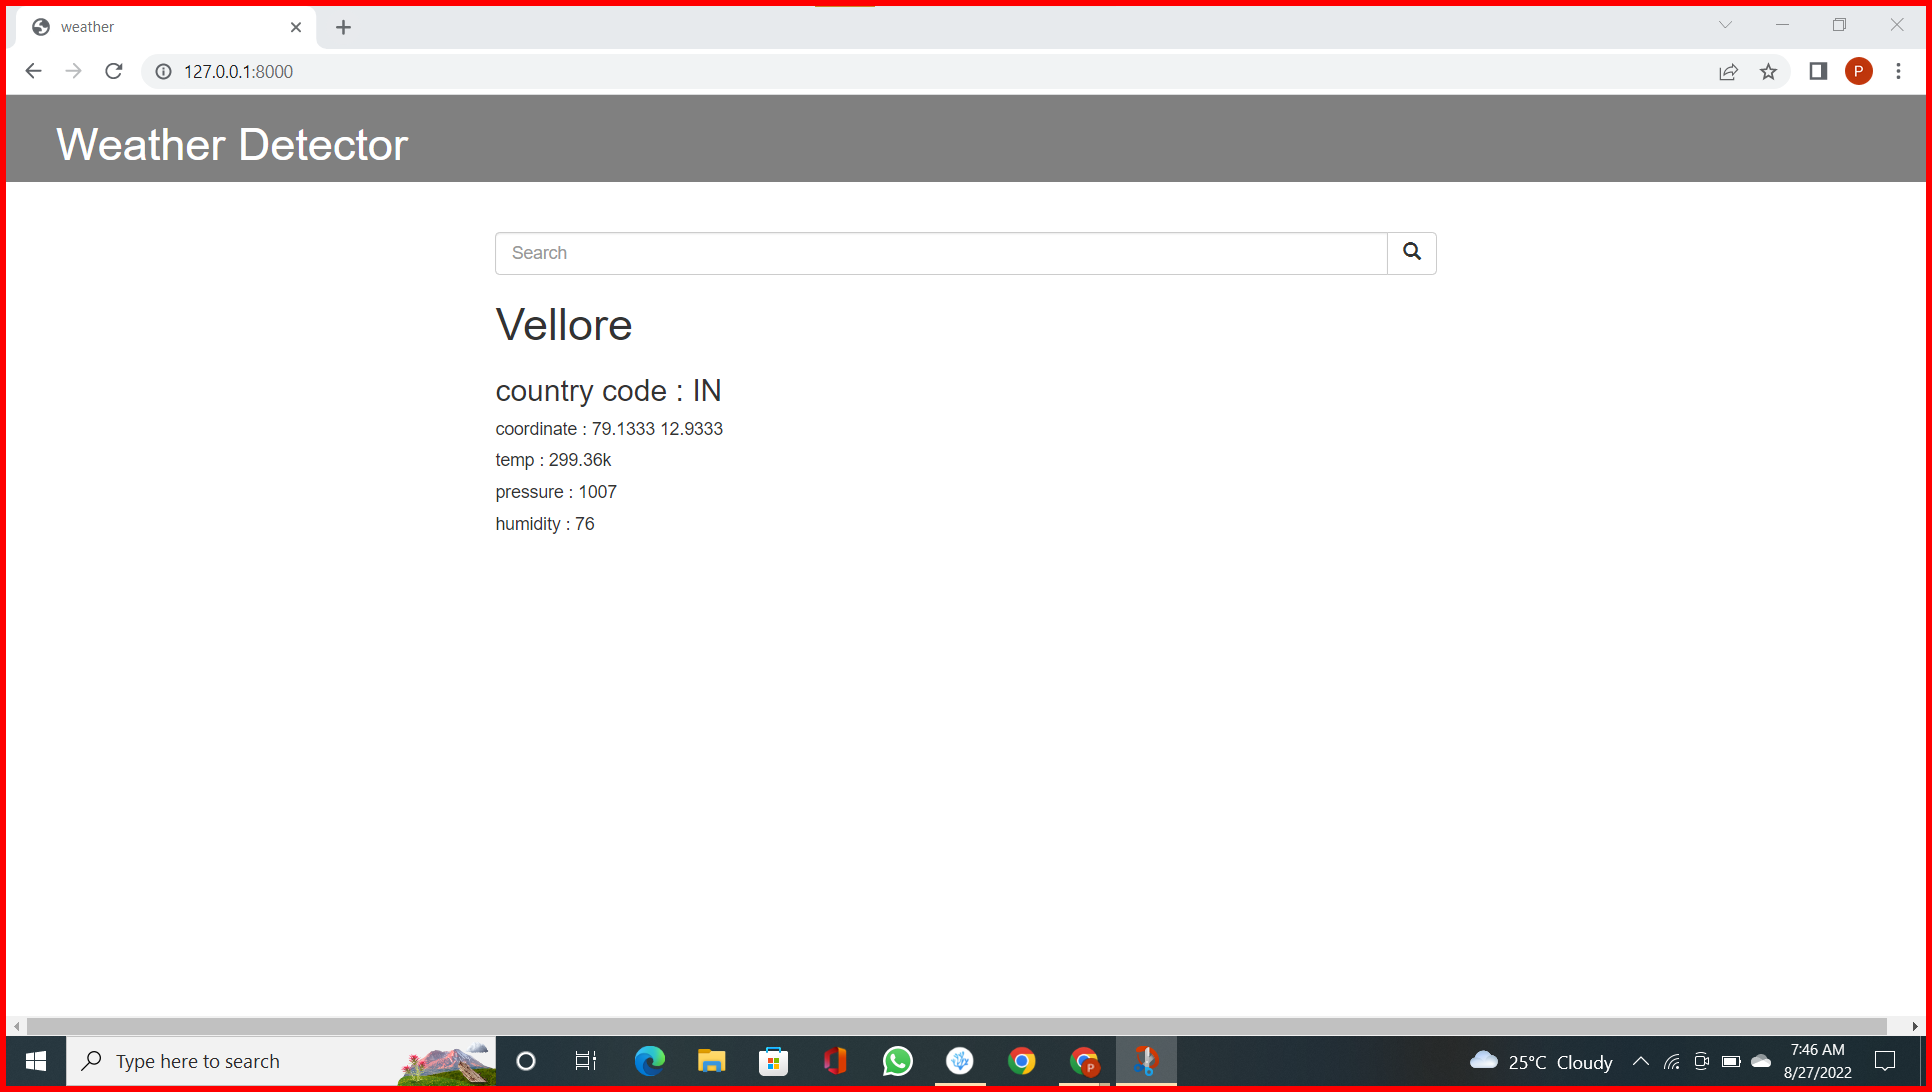 weather
127.0.0.1:8000
P
Weather Detector
Search
Vellore
country code : IN
coordinate : 79.1333 12.9333
temp : 299.36k
pressure : 1007
humidity : 76
Type here to search
P
25°C Cloudy
7:46 AM
8/27/2022